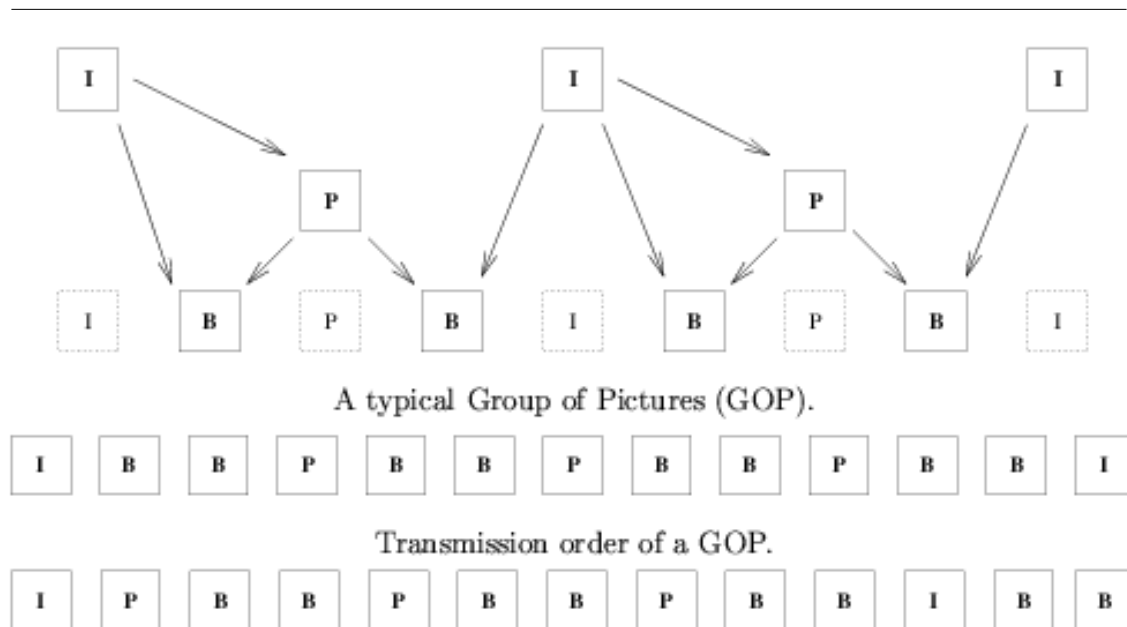 I I I
P P
I B P B I B P B I
A typical Group of Pictures (GOP).
I B B P B B P B B P B B I
Transmission order of a GOP.
I P B B P B B P B B I B B